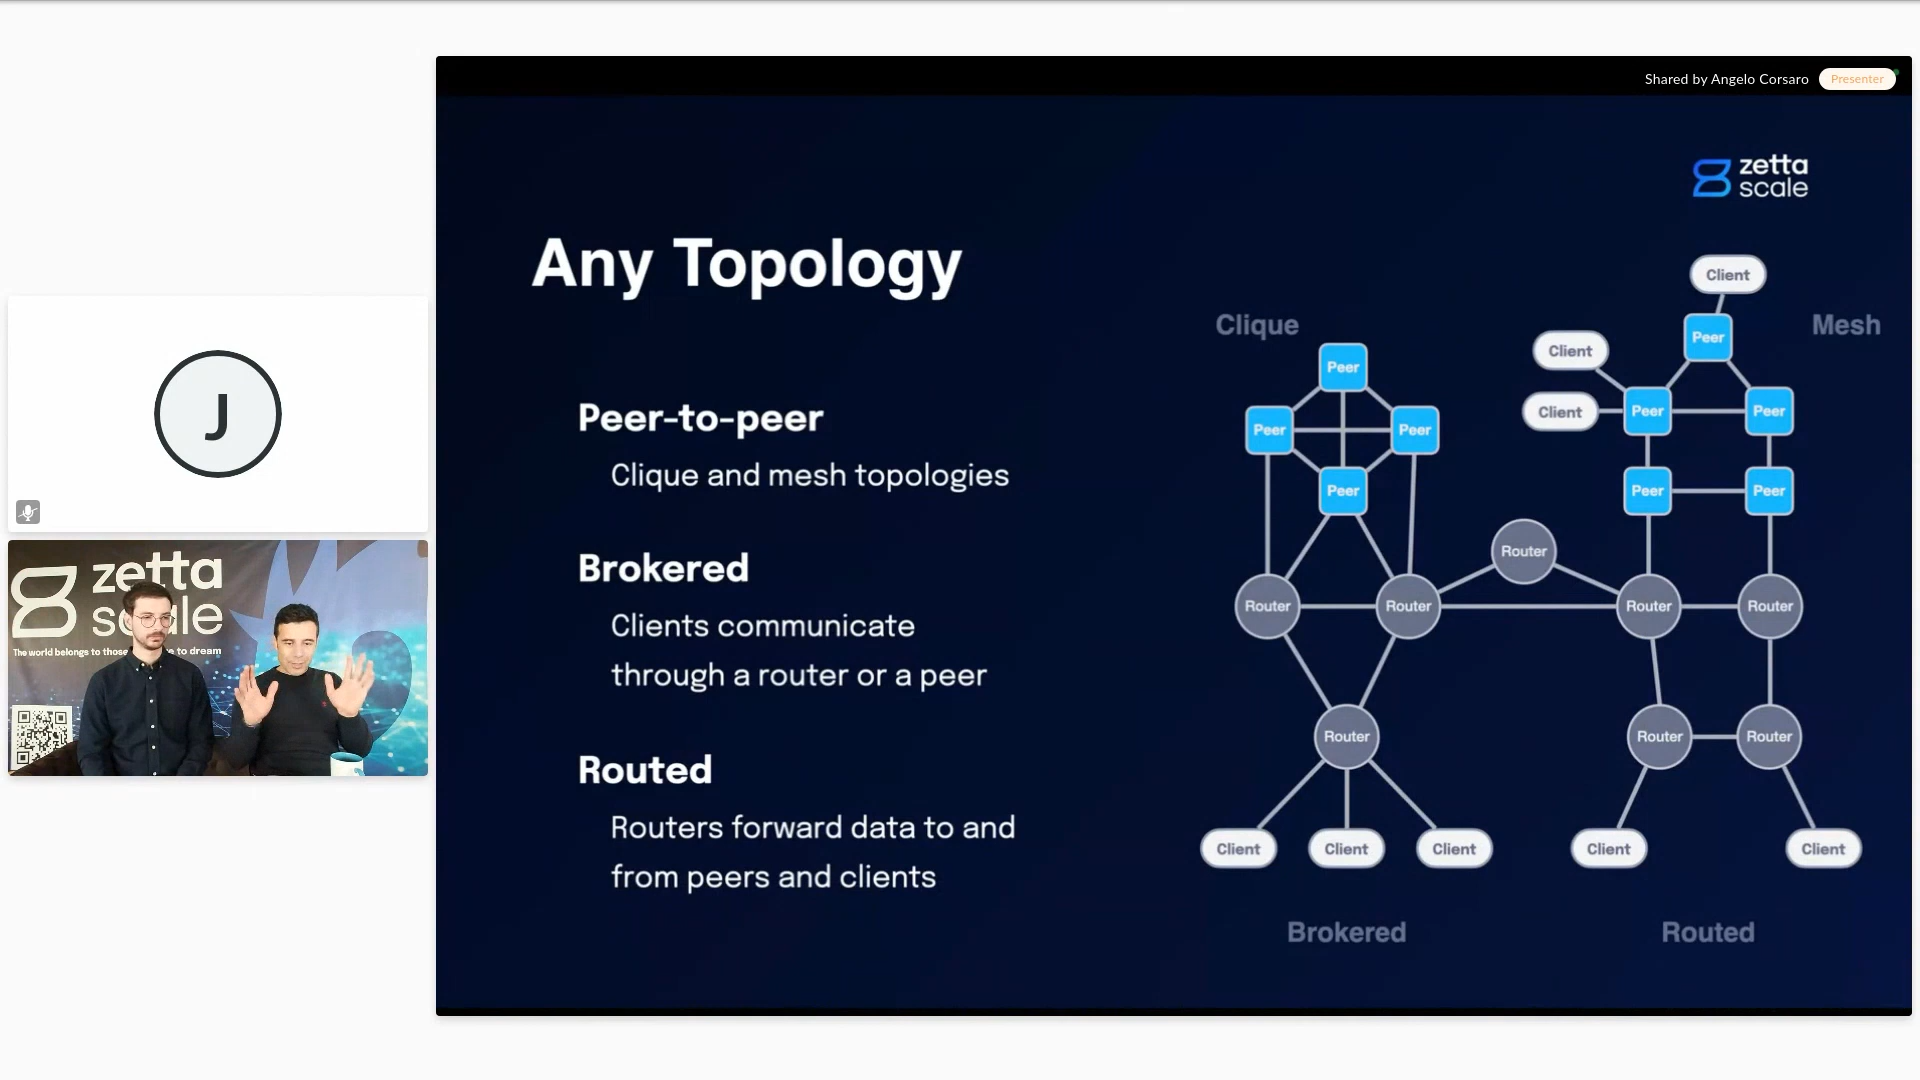 Shared by Angelo Corsaro
Presenter
zetta
scale
Any Topology
Peer-to-peer
Clique and mesh topologies
Brokered
Clients communicate
through a router or a peer
Routed
Routers forward data to and
from peers and clients
Clique
Mesh
Client
Peer
Client
Peer
Client
Peer
Peer
Peer
Peer
Peer
Peer
Peer
Router
Router
Router
Router
Router
Router
Router
Router
Client
Client
Client
Client
Client
Brokered
Routed
J
zetta
scale
The world belongs to those
to dream